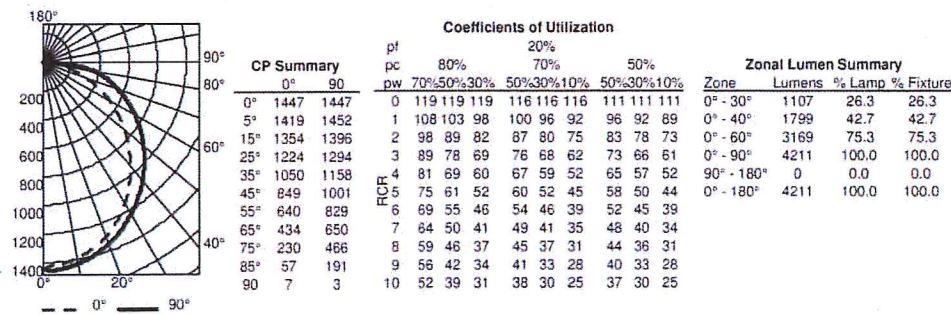 180°
90°
80°
60°
40°
200
400
600
800
1000
1200
1400
0° 20°
0° 90°
CP Summary
0° 90
0° 1447 1447
5° 1419 1452
15° 1354 1396
25° 1224 1294
35° 1050 1158
45° 849 1001
55° 640 829
65° 434 650
75° 230 466
85° 57 191
90 7 3
Coefficients of Utilization
pf 20%
pc 80% 70% 50%
pw 70%50%30% 50%30%10% 50%30%10%
RCR
0 119 119 119 116 116 116 111 111 111
1 108 103 98 100 96 92 96 92 89
2 98 89 82 87 80 75 83 78 73
3 89 78 69 76 68 62 73 66 61
4 81 69 60 67 59 52 65 57 52
5 75 61 52 60 52 45 58 50 44
6 69 55 46 54 46 39 52 45 39
7 64 50 41 49 41 35 48 40 34
8 59 46 37 45 37 31 44 36 31
9 56 42 34 41 33 28 40 33 28
10 52 39 31 38 30 25 37 30 25
Zonal Lumen Summary
Zone Lumens % Lamp % Fixture
0° - 30° 1107 26.3 26.3
0° - 40° 1799 42.7 42.7
0° - 60° 3169 75.3 75.3
0° - 90° 4211 100.0 100.0
90° - 180° 0 0.0 0.0
0° - 180° 4211 100.0 100.0